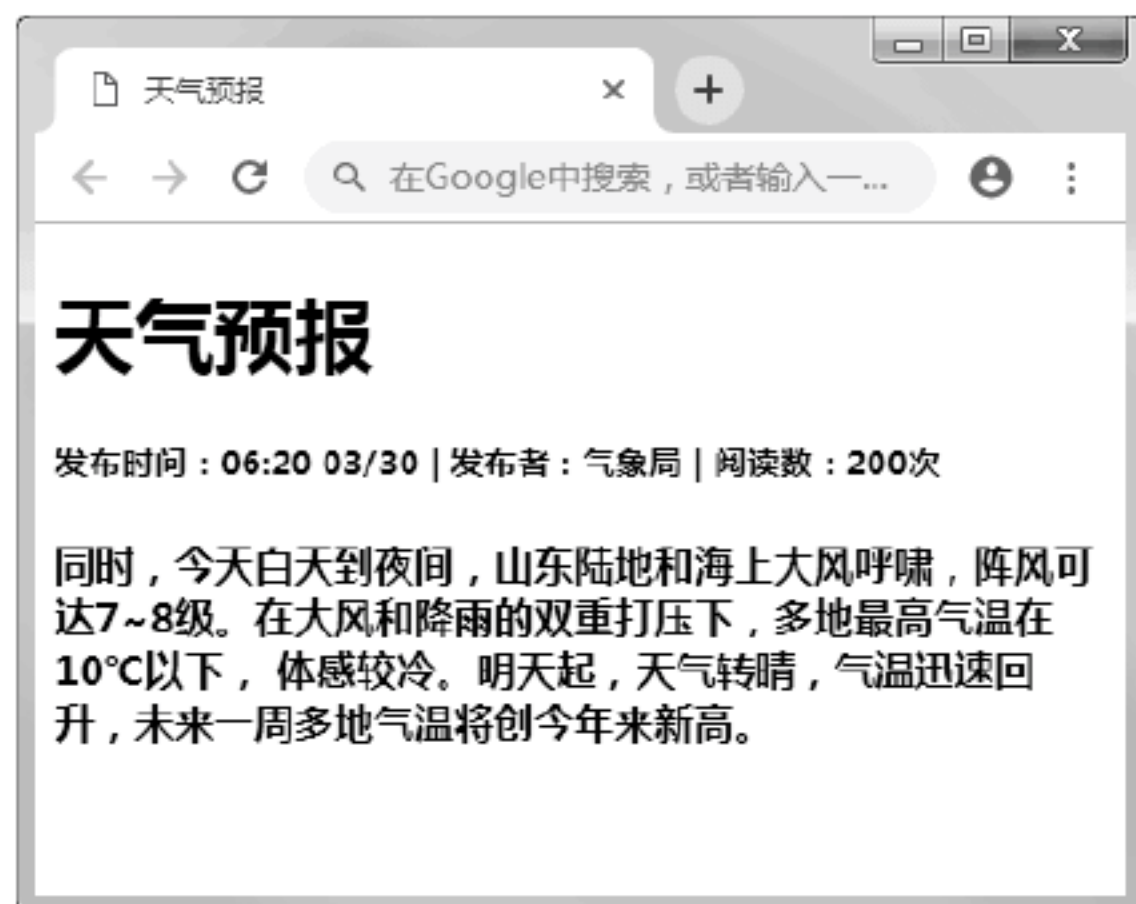 天气预报
在Google中搜索，或者输入一...
天气预报
发布时间：06:20 03/30 | 发布者：气象局 | 阅读数：200次
同时，今天白天到夜间，山东陆地和海上大风呼啸，阵风可
达7~8级。在大风和降雨的双重打压下，多地最高气温在
10℃以下， 体感较冷。明天起，天气转晴，气温迅速回
升，未来一周多地气温将创今年来新高。